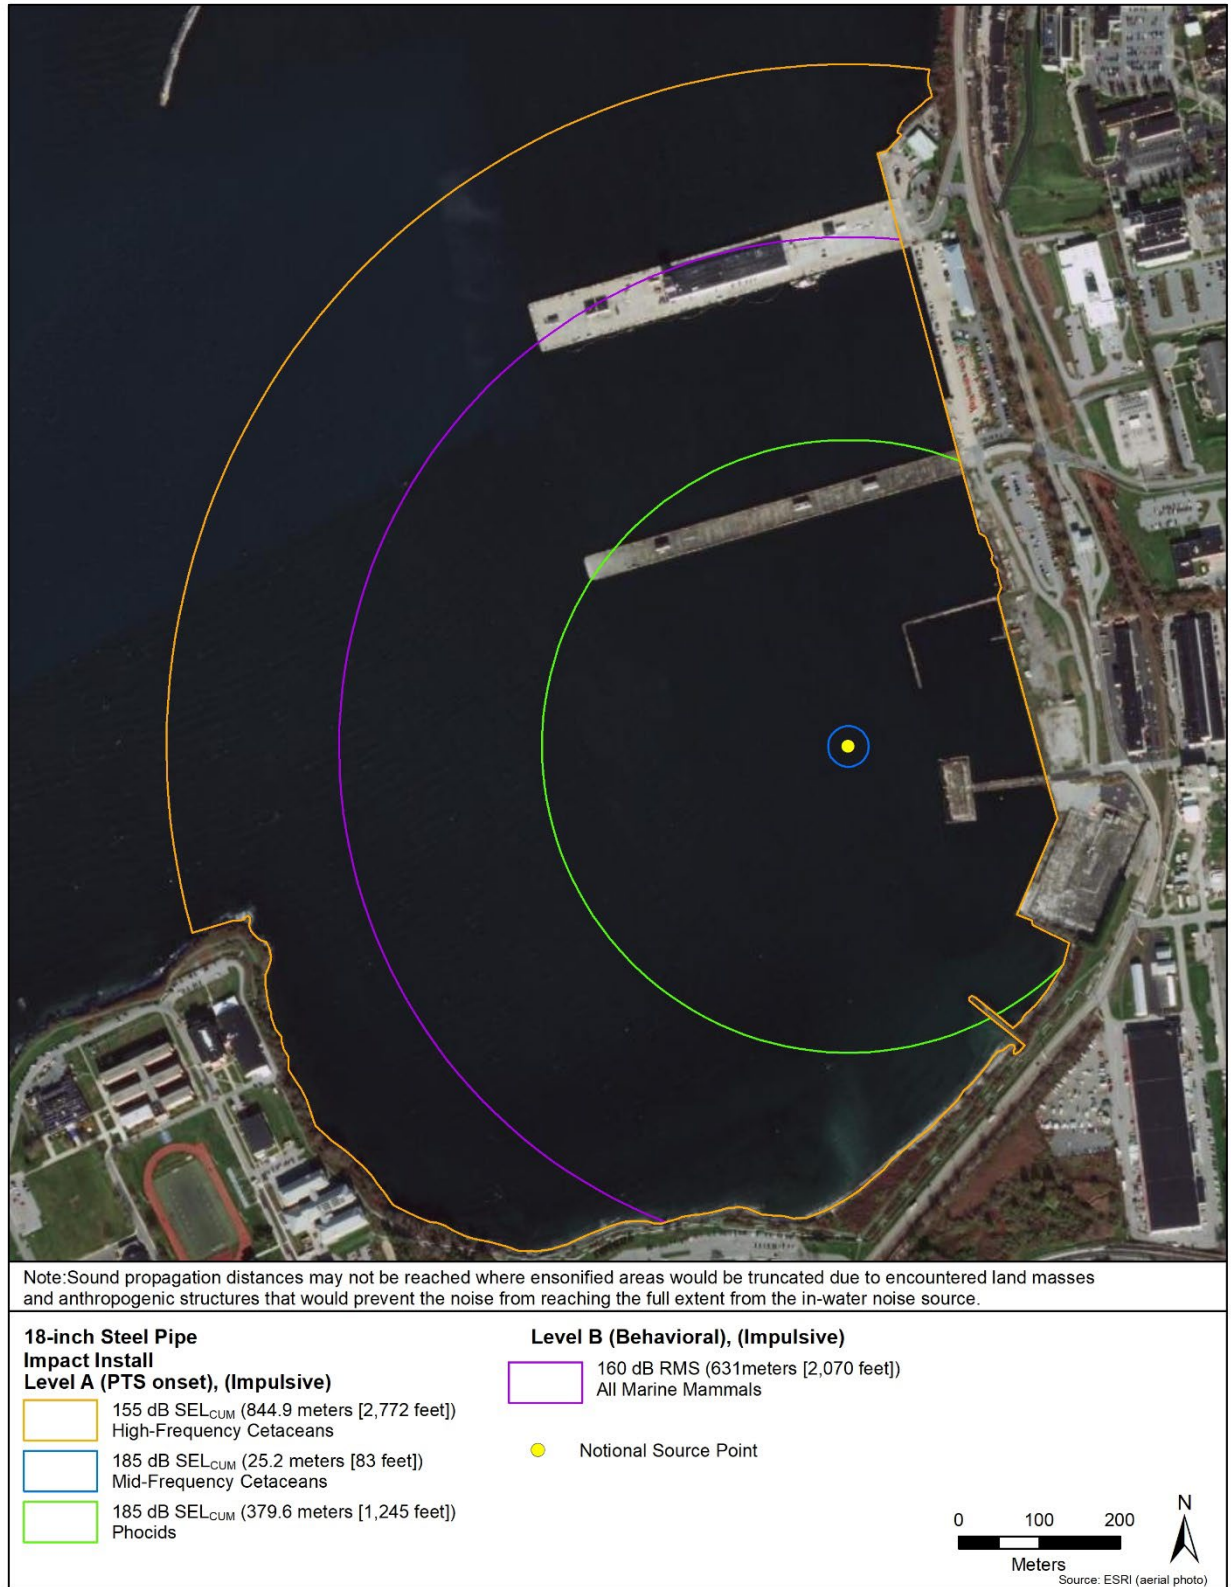 Note:Sound propagation distances may not be reached where ensonified areas would be truncated due to encountered land masses
and anthropogenic structures that would prevent the noise from reaching the full extent from the in-water noise source.
18-inch Steel Pipe
Impact Install
Level A (PTS onset), (Impulsive)
155 dB SELCUM (844.9 meters [2,772 feet])
High-Frequency Cetaceans
185 dB SELCUM (25.2 meters [83 feet])
Mid-Frequency Cetaceans
185 dB SELCUM (379.6 meters [1,245 feet])
Phocids
Level B (Behavioral), (Impulsive)
160 dB RMS (631meters [2,070 feet])
All Marine Mammals
Notional Source Point
0 100 200
Meters
N
Source: ESRI (aerial photo)